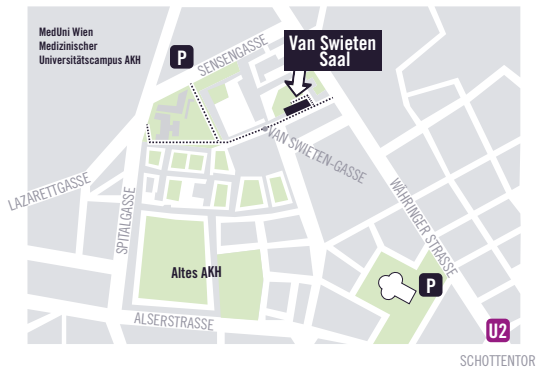 MedUni Wien
Medizinischer
Universitätscampus AKH
P
SENSENGASSE
Van Swieten
Saal
VAN SWIETEN-GASSE
LAZARETTGASSE
SPITALGASSE
WÄHRINGER STRASSE
Altes AKH
P
ALSERSTRASSE
U2
SCHOTTENTOR